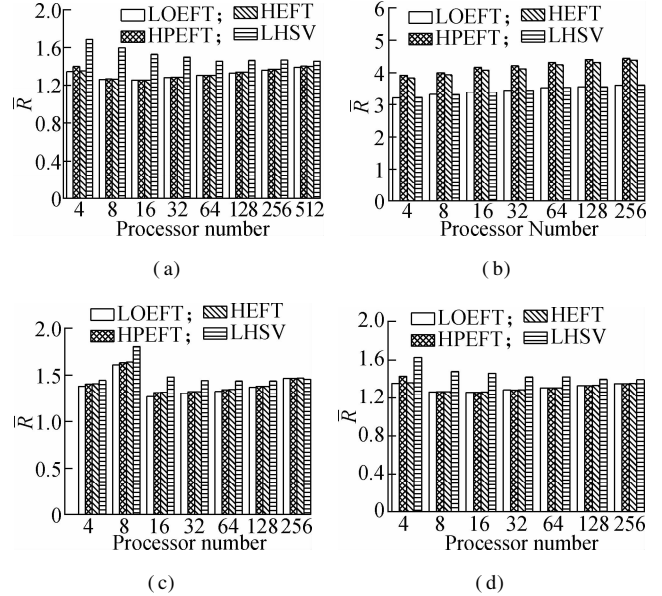 LOEFT; HEFT
HPEFT; LHSV
2.0
1.6
1.2
0.8
0.4
0
R̄
4 8 16 32 64 128 256 512
Processor number
(a)
LOEFT; HEFT
HPEFT; LHSV
6
5
4
3
2
1
0
R̄
4 8 16 32 64 128 256
Processor Number
(b)
LOEFT; HEFT
HPEFT; LHSV
2.0
1.5
1.0
0.5
0
R̄
4 8 16 32 64 128 256
Processor number
(c)
LOEFT; HEFT
HPEFT; LHSV
2.0
1.6
1.2
0.8
0.4
0
R̄
4 8 16 32 64 128 256
Processor number
(d)